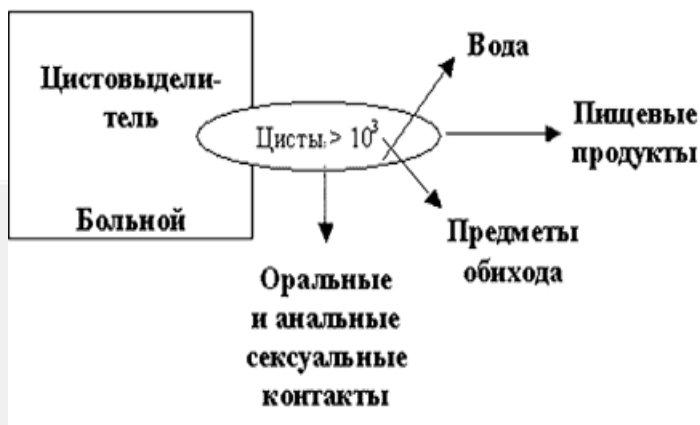 Цистовыдели-
тель
Больной
Цисты > 10³
Вода
Пищевые
продукты
Предметы
обихода
Оральные
и анальные
сексуальные
контакты